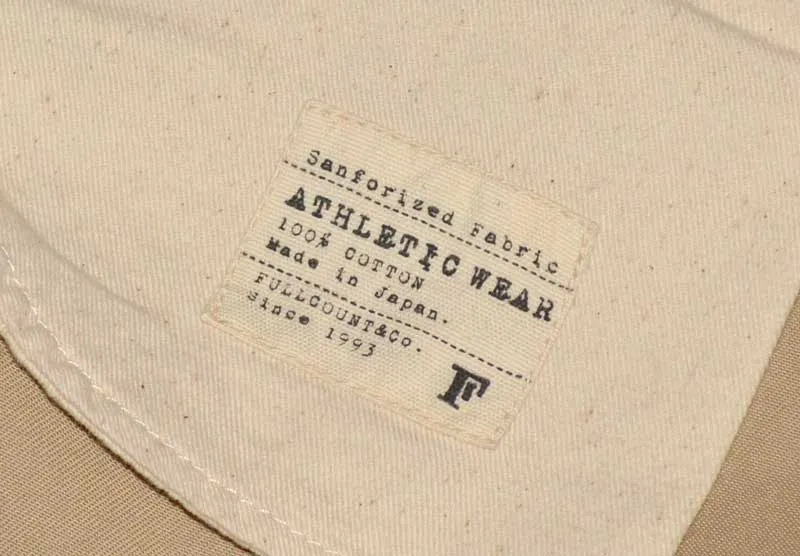 Sanforized Fabric
ATHLETIC WEAR
100% COTTON
Made in Japan.
FULLCOUNT&Co.
since 1993
F